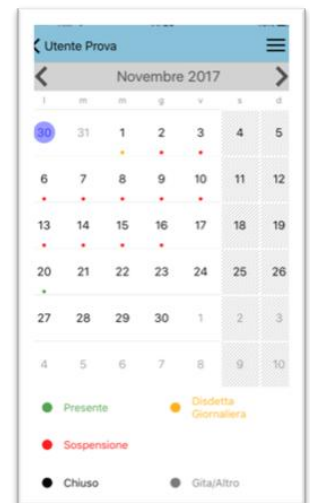 Utente Prova
Novembre 2017
l m m g v s d
30 31 1 2 3 4 5
6 7 8 9 10 11 12
13 14 15 16 17 18 19
20 21 22 23 24 25 26
27 28 29 30 1 2 3
4 5 6 7 8 9 10
Presente
Disdetta
Giornaliera
Sospensione
Chiuso
Gita/Altro